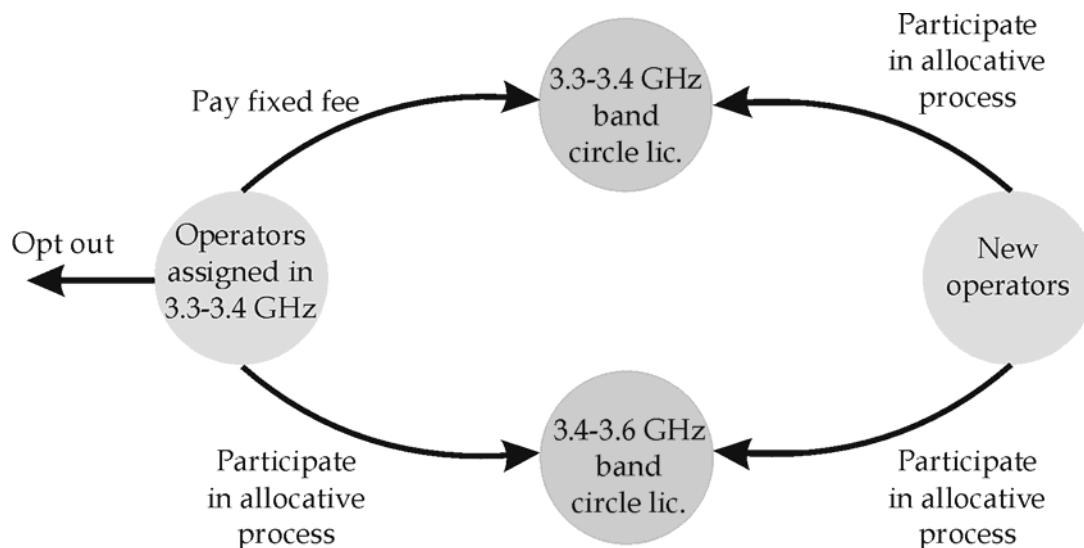 Pay fixed fee
3.3-3.4 GHz
band
circle lic.
Participate
in allocative
process
Opt out
Operators
assigned in
3.3-3.4 GHz
New
operators
Participate
in allocative
process
3.4-3.6 GHz
band
circle lic.
Participate
in allocative
process